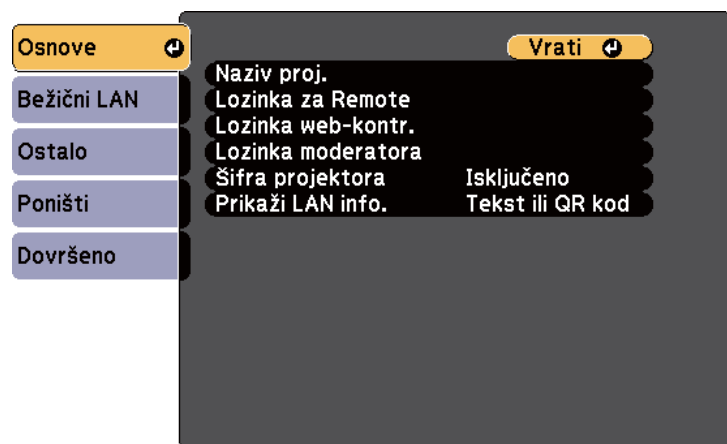 Osnove
Bežični LAN
Ostalo
Poništi
Dovršeno
Vrati
Naziv proj.
Lozinka za Remote
Lozinka web-kontr.
Lozinka moderatora
Šifra projektora Isključeno
Prikaži LAN info. Tekst ili QR kod